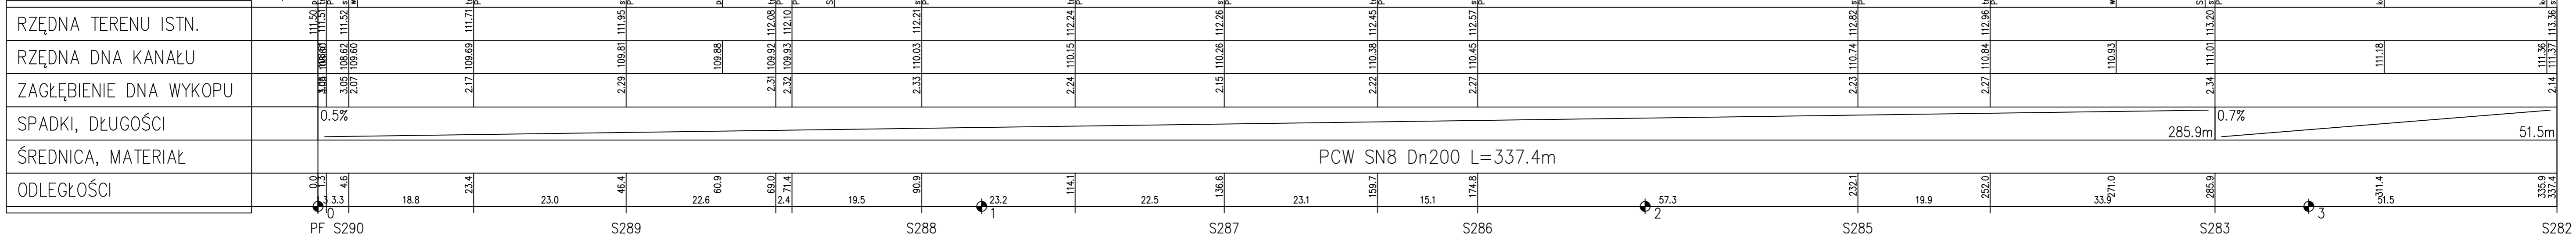 RZĘDNA TERENU ISTN. 111.50 111.51 111.52 111.71 111.95 112.08 112.10 112.21 112.24 112.26 112.45 112.57 112.82 112.96 113.20 113.36
RZĘDNA DNA KANAŁU 108.62 109.60 109.69 109.81 109.88 109.92 109.93 110.03 110.15 110.26 110.38 110.45 110.74 110.84 110.93 111.01 111.18 111.36 111.37
ZAGŁĘBIENIE DNA WYKOPU 3.05 2.07 2.17 2.29 2.31 2.32 2.33 2.24 2.15 2.22 2.27 2.23 2.27 2.34 2.14
0.5% 0.7%
SPADKI, DŁUGOŚCI 285.9m 51.5m
ŚREDNICA, MATERIAŁ PCW SN8 Dn200 L=337.4m
ODLEGŁOŚCI 0.0 1.3 4.6 23.4 46.4 60.9 69.0 71.4 90.9 114.1 136.6 159.7 174.8 232.1 252.0 271.0 285.9 311.4 335.9 337.4
3 3.3 18.8 23.0 22.6 2.4 19.5 23.2 22.5 23.1 15.1 57.3 19.9 33.9 51.5
0 1 2 3
PF S290 S289 S288 S287 S286 S285 S283 S282